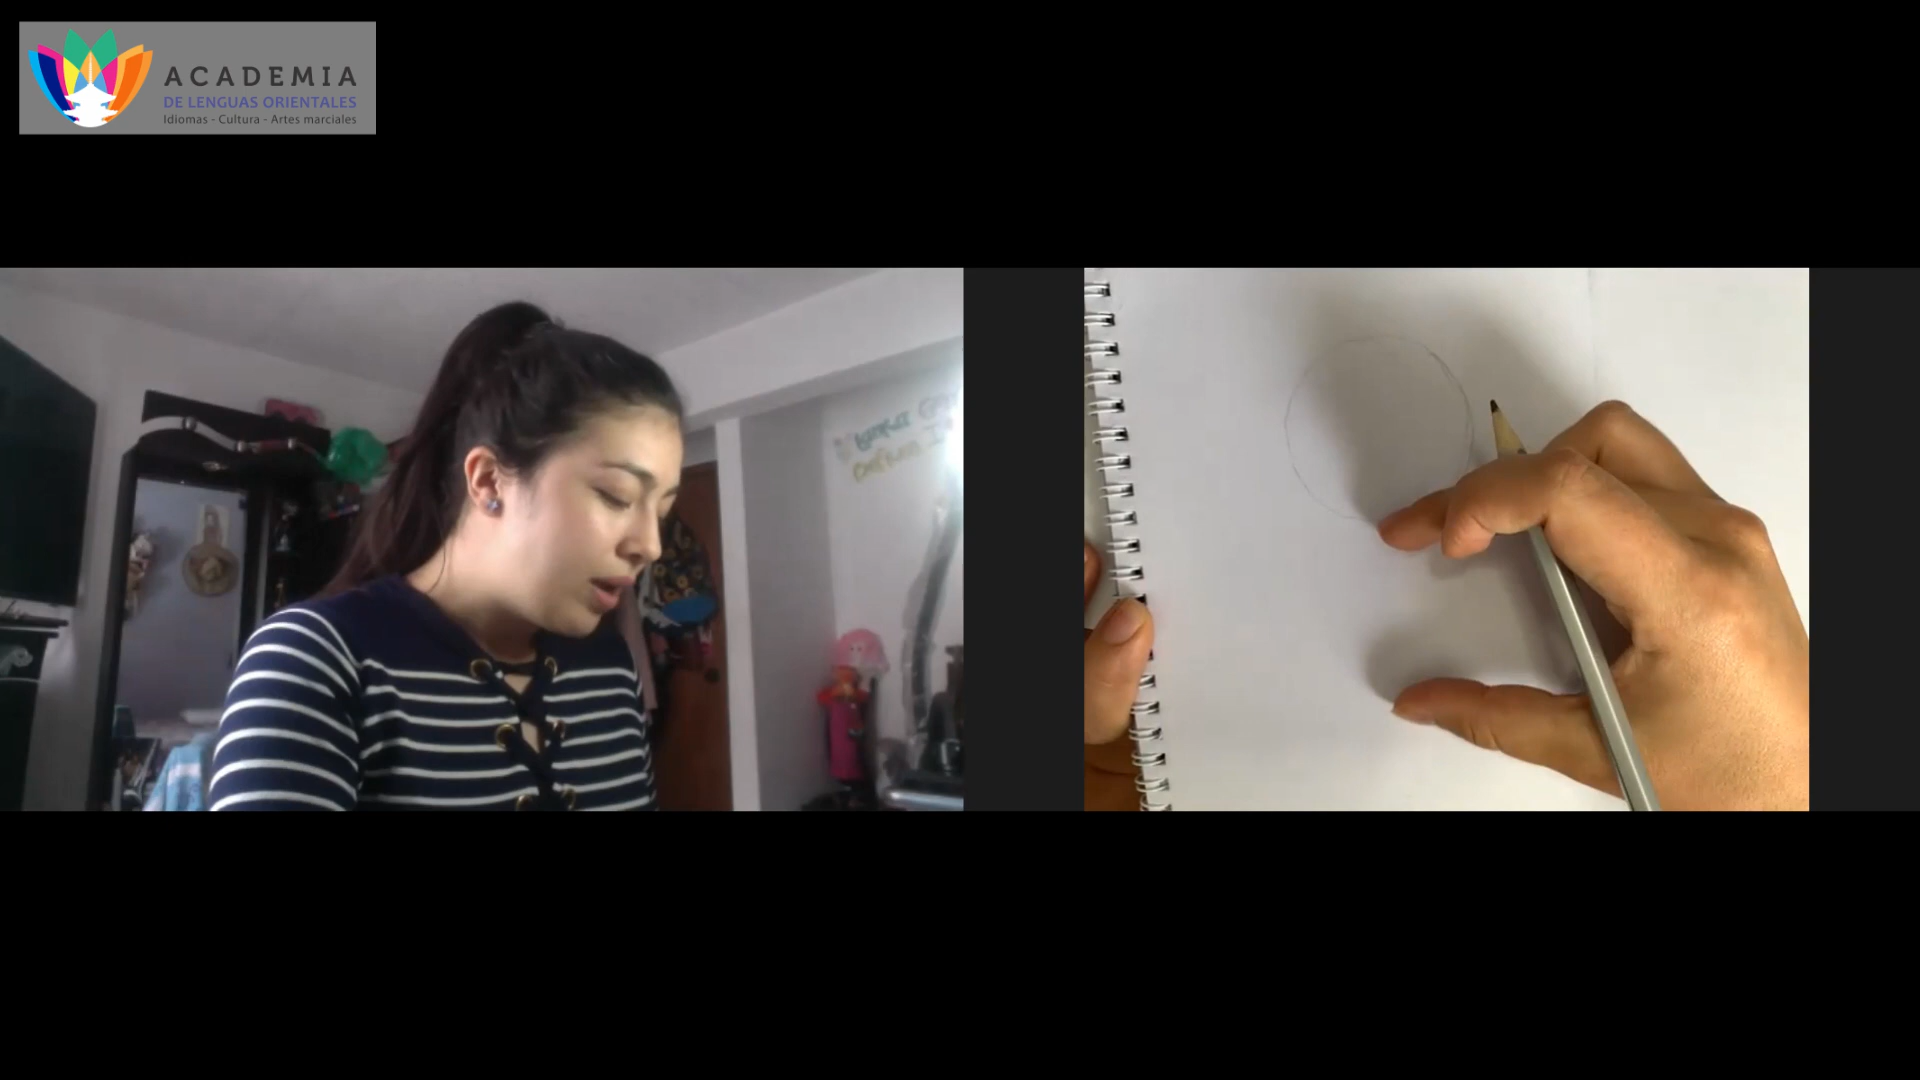 ACADEMIA
DE LENGUAS ORIENTALES
Idiomas - Cultura - Artes marciales